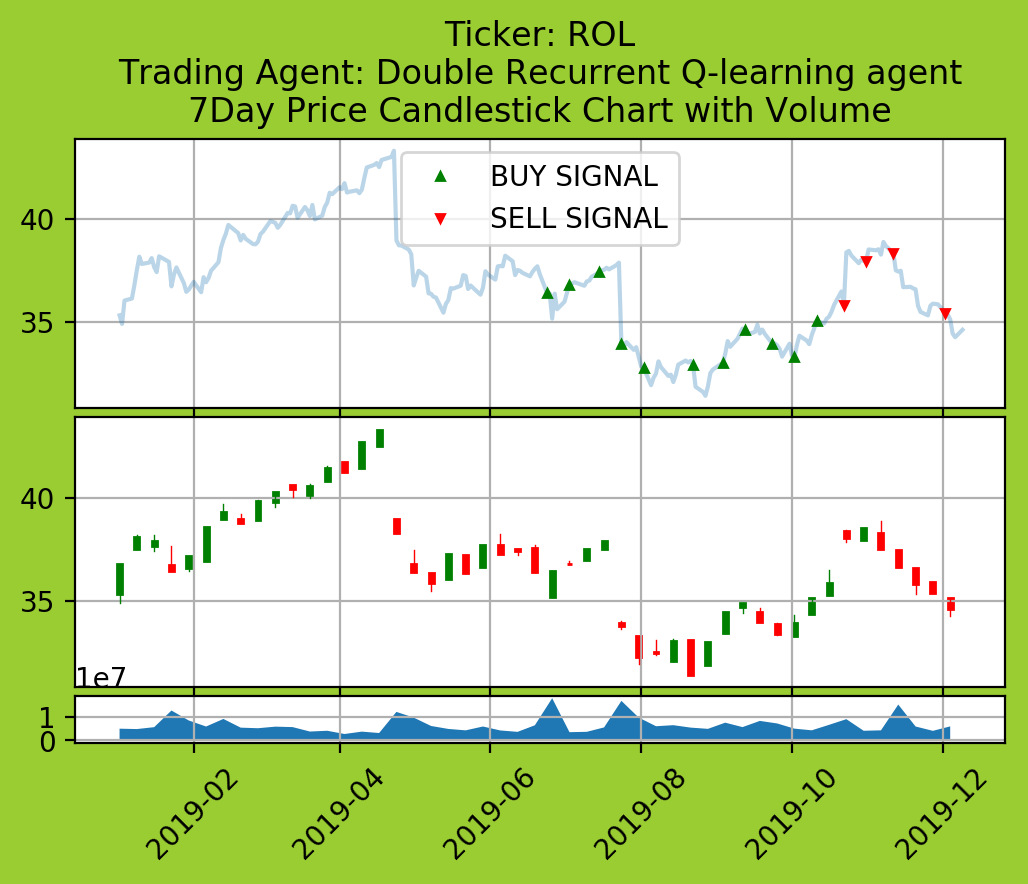 Ticker: ROL
Trading Agent: Double Recurrent Q-learning agent
7Day Price Candlestick Chart with Volume
BUY SIGNAL
SELL SIGNAL
40
35
40
35
1e7
1
0
2019-02
2019-04
2019-06
2019-08
2019-10
2019-12